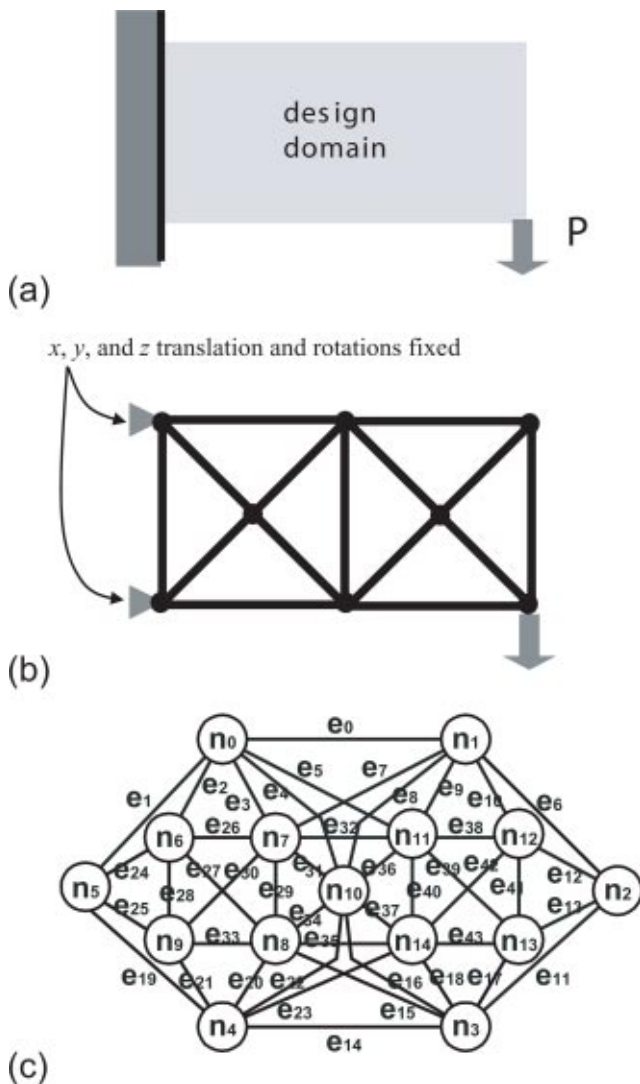 design
domain
P
(a)
x, y, and z translation and rotations fixed
(b)
e0
n0 n1
e5 e7
e1 e2 e3 e4 e8 e9 e10 e6
n6 e26 n7 e32 n11 e38 n12
e24 e27 e30 e31 e36 e39 e42 e12
n5 e28 e29 n10 e40 e41 n2
e25 e34 e37 e13
n9 e33 n8 e35 n14 e43 n13
e19 e21 e20 e22 e16 e18 e17 e11
e23 e15
n4 n3
e14
(c)